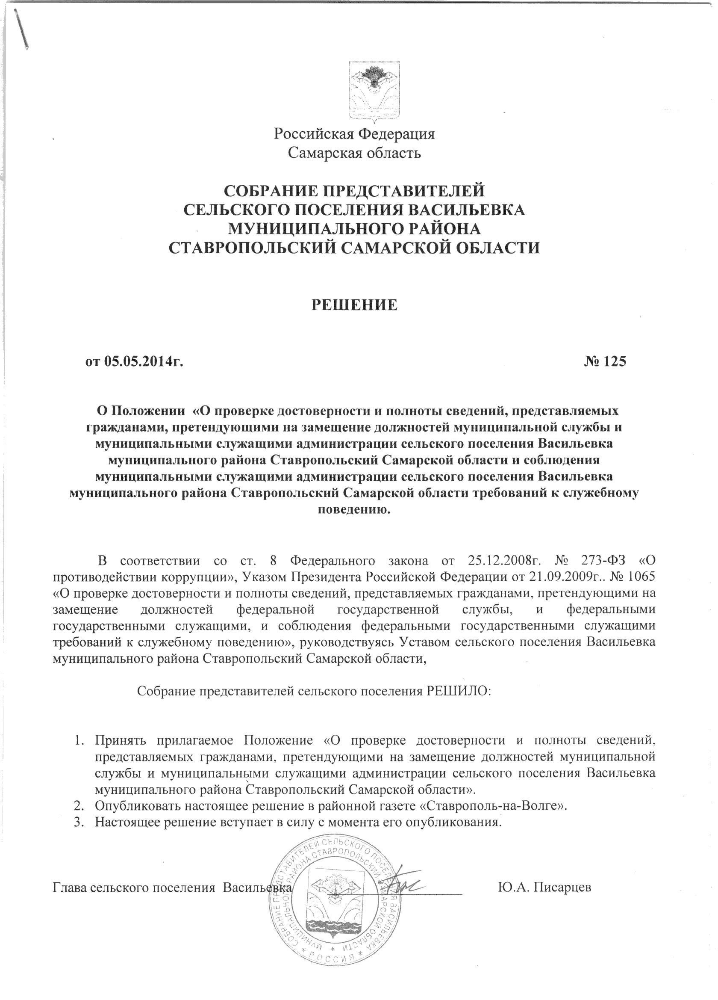 Российская Федерация
Самарская область
СОБРАНИЕ ПРЕДСТАВИТЕЛЕЙ
СЕЛЬСКОГО ПОСЕЛЕНИЯ ВАСИЛЬЕВКА
МУНИЦИПАЛЬНОГО РАЙОНА
СТАВРОПОЛЬСКИЙ САМАРСКОЙ ОБЛАСТИ
РЕШЕНИЕ
от 05.05.2014г. № 125
О Положении «О проверке достоверности и полноты сведений, представляемых
гражданами, претендующими на замещение должностей муниципальной службы и
муниципальными служащими администрации сельского поселения Васильевка
муниципального района Ставропольский Самарской области и соблюдения
муниципальными служащими администрации сельского поселения Васильевка
муниципального района Ставропольский Самарской области требований к служебному
поведению.
В соответствии со ст. 8 Федерального закона от 25.12.2008г. № 273-ФЗ «О
противодействии коррупции», Указом Президента Российской Федерации от 21.09.2009г.. № 1065
«О проверке достоверности и полноты сведений, представляемых гражданами, претендующими на
замещение должностей федеральной государственной службы, и федеральными
государственными служащими, и соблюдения федеральными государственными служащими
требований к служебному поведению», руководствуясь Уставом сельского поселения Васильевка
муниципального района Ставропольский Самарской области,
Собрание представителей сельского поселения РЕШИЛО:
1. Принять прилагаемое Положение «О проверке достоверности и полноты сведений,
представляемых гражданами, претендующими на замещение должностей муниципальной
службы и муниципальными служащими администрации сельского поселения Васильевка
муниципального района Ставропольский Самарской области».
2. Опубликовать настоящее решение в районной газете «Ставрополь-на-Волге».
3. Настоящее решение вступает в силу с момента его опубликования.
Глава сельского поселения Васильевка Ю.А. Писарцев
СОБРАНИЕ ПРЕДСТАВИТЕЛЕЙ СЕЛЬСКОГО ПОСЕЛЕНИЯ ВАСИЛЬЕВКА
МУНИЦИПАЛЬНОГО РАЙОНА СТАВРОПОЛЬСКИЙ САМАРСКОЙ ОБЛАСТИ *
* РОССИЯ *